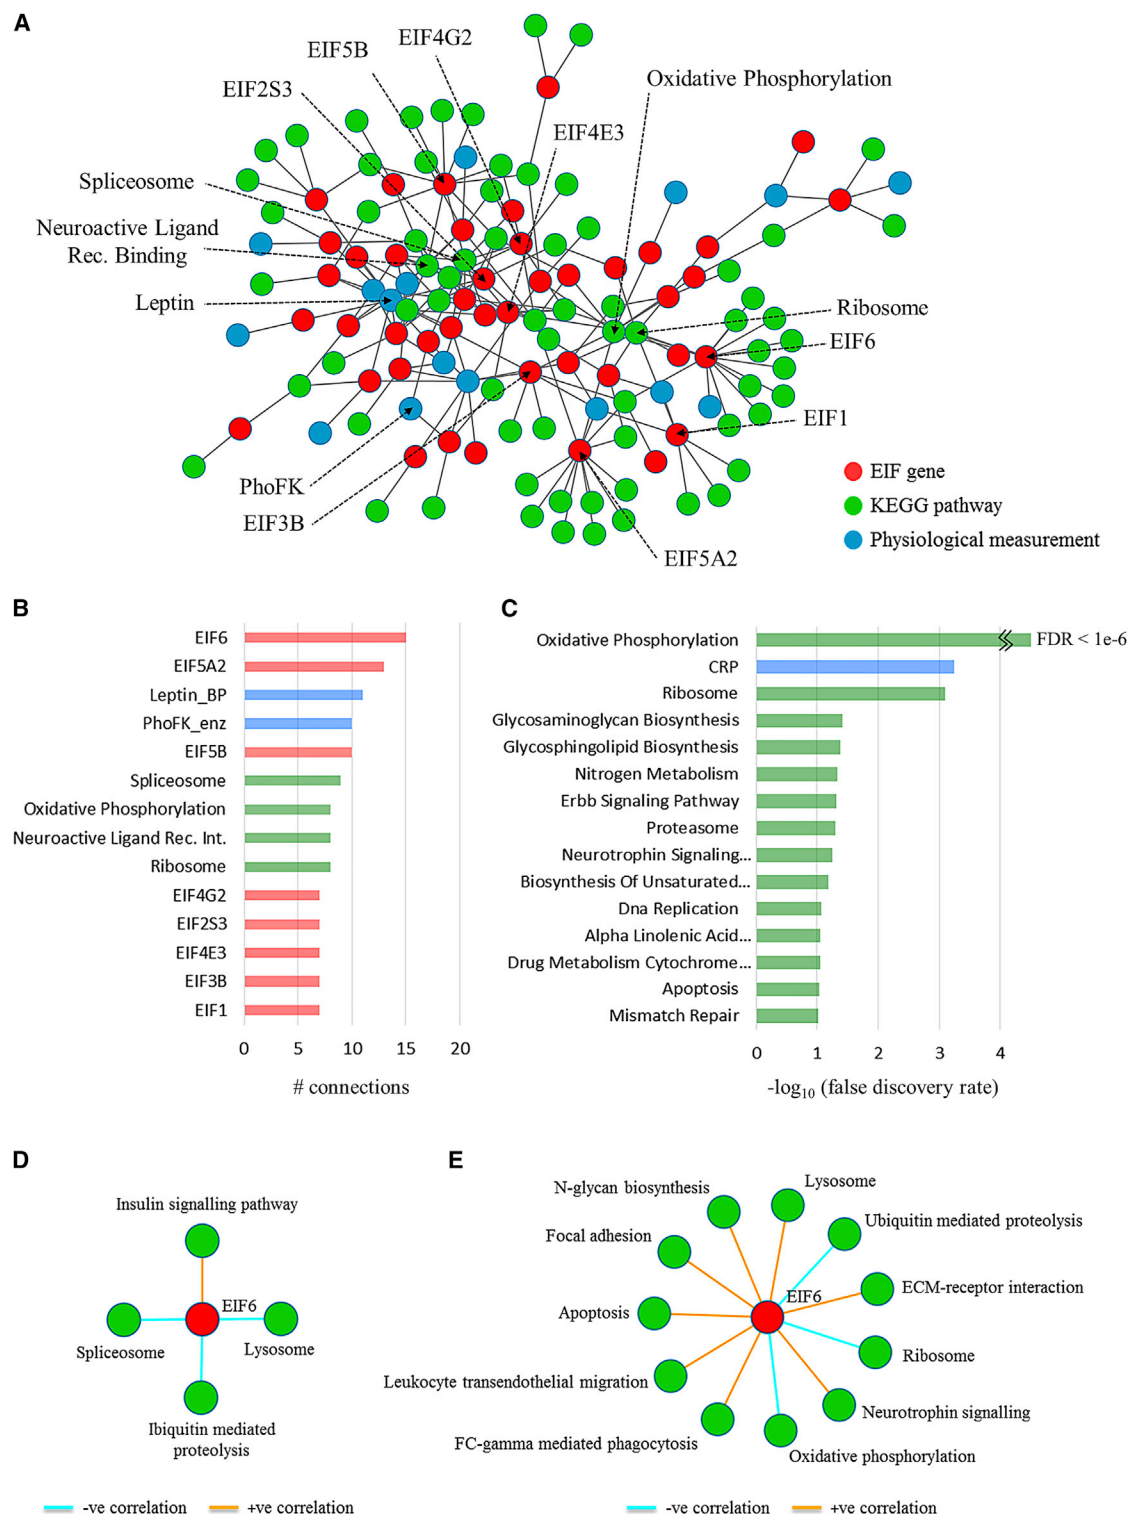 A
EIF5B
EIF4G2
EIF2S3
Oxidative Phosphorylation
EIF4E3
Spliceosome
Neuroactive Ligand
Rec. Binding
Leptin
Ribosome
EIF6
EIF1
PhoFK
EIF3B
EIF5A2
EIF gene
KEGG pathway
Physiological measurement
B
EIF6
EIF5A2
Leptin_BP
PhoFK_enz
EIF5B
Spliceosome
Oxidative Phosphorylation
Neuroactive Ligand Rec. Int.
Ribosome
EIF4G2
EIF2S3
EIF4E3
EIF3B
EIF1
0 5 10 15 20
# connections
C
Oxidative Phosphorylation
FDR < 1e-6
CRP
Ribosome
Glycosaminoglycan Biosynthesis
Glycosphingolipid Biosynthesis
Nitrogen Metabolism
Erbb Signaling Pathway
Proteasome
Neurotrophin Signaling...
Biosynthesis Of Unsaturated...
Dna Replication
Alpha Linolenic Acid...
Drug Metabolism Cytochrome...
Apoptosis
Mismatch Repair
0 1 2 3 4
-log10 (false discovery rate)
D
Insulin signalling pathway
EIF6
Spliceosome
Lysosome
Ibiquitin mediated
proteolysis
-ve correlation +ve correlation
E
N-glycan biosynthesis
Lysosome
Ubiquitin mediated proteolysis
Focal adhesion
ECM-receptor interaction
EIF6
Apoptosis
Ribosome
Leukocyte transendothelial migration
Neurotrophin signalling
FC-gamma mediated phagocytosis
Oxidative phosphorylation
-ve correlation +ve correlation